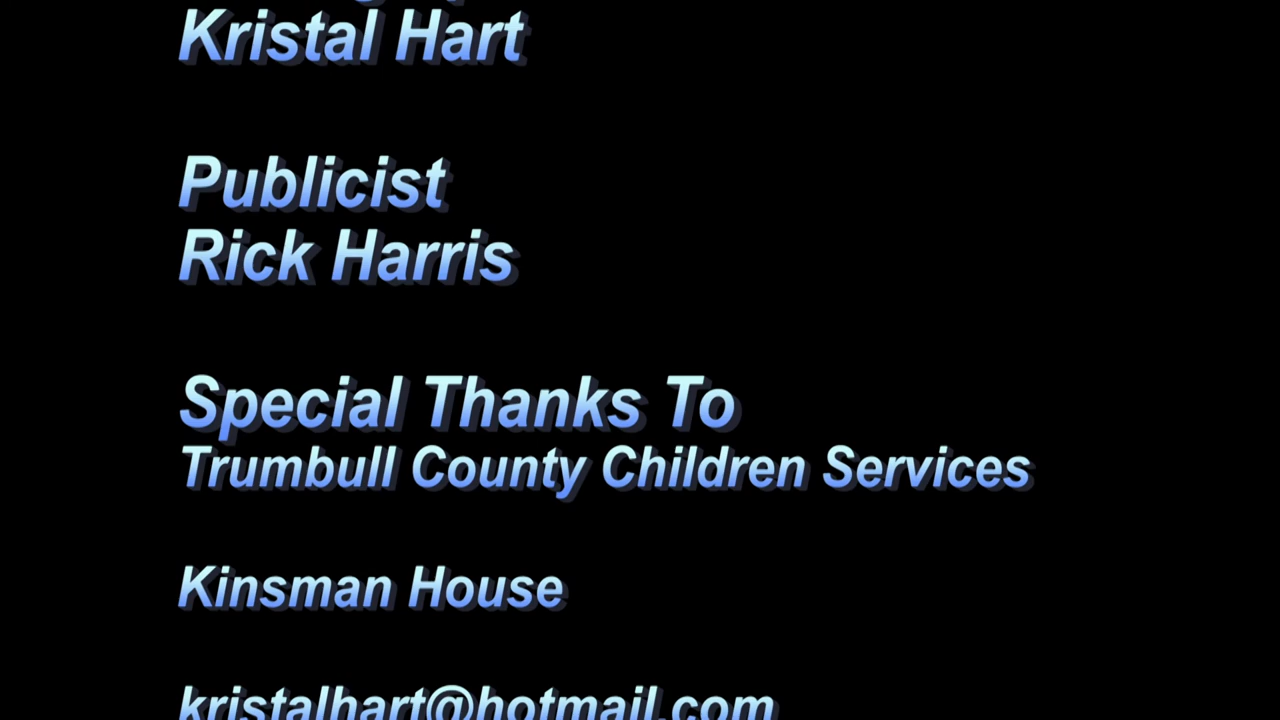 Kristal Hart
Publicist
Rick Harris
Special Thanks To
Trumbull County Children Services
Kinsman House
kristalhart@hotmail.com